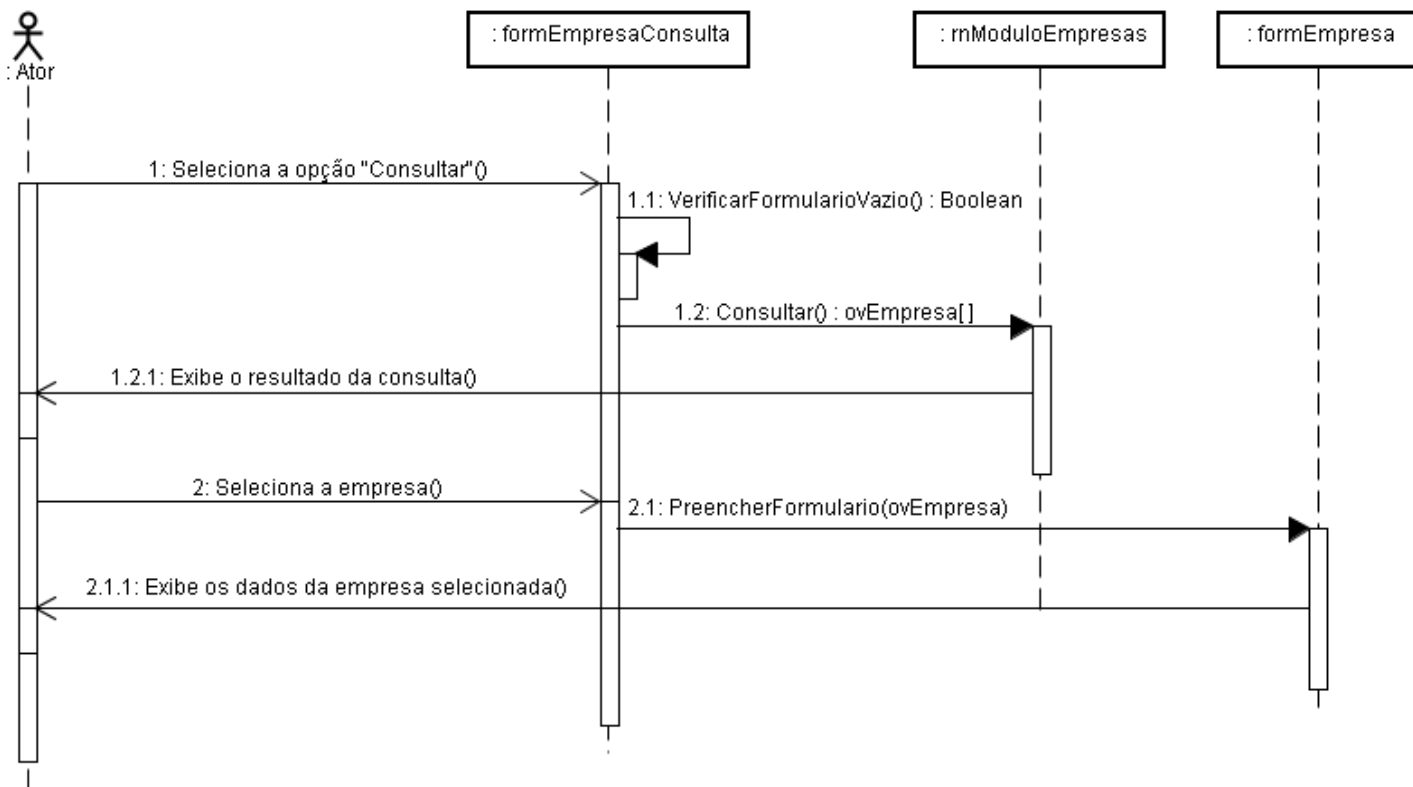 : Ator
: formEmpresaConsulta
: rnModuloEmpresas
: formEmpresa
1: Seleciona a opção "Consultar"()
1.1: VerificarFormularioVazio() : Boolean
1.2: Consultar() : ovEmpresa[]
1.2.1: Exibe o resultado da consulta()
2: Seleciona a empresa()
2.1: PreencherFormulario(ovEmpresa)
2.1.1: Exibe os dados da empresa selecionada()